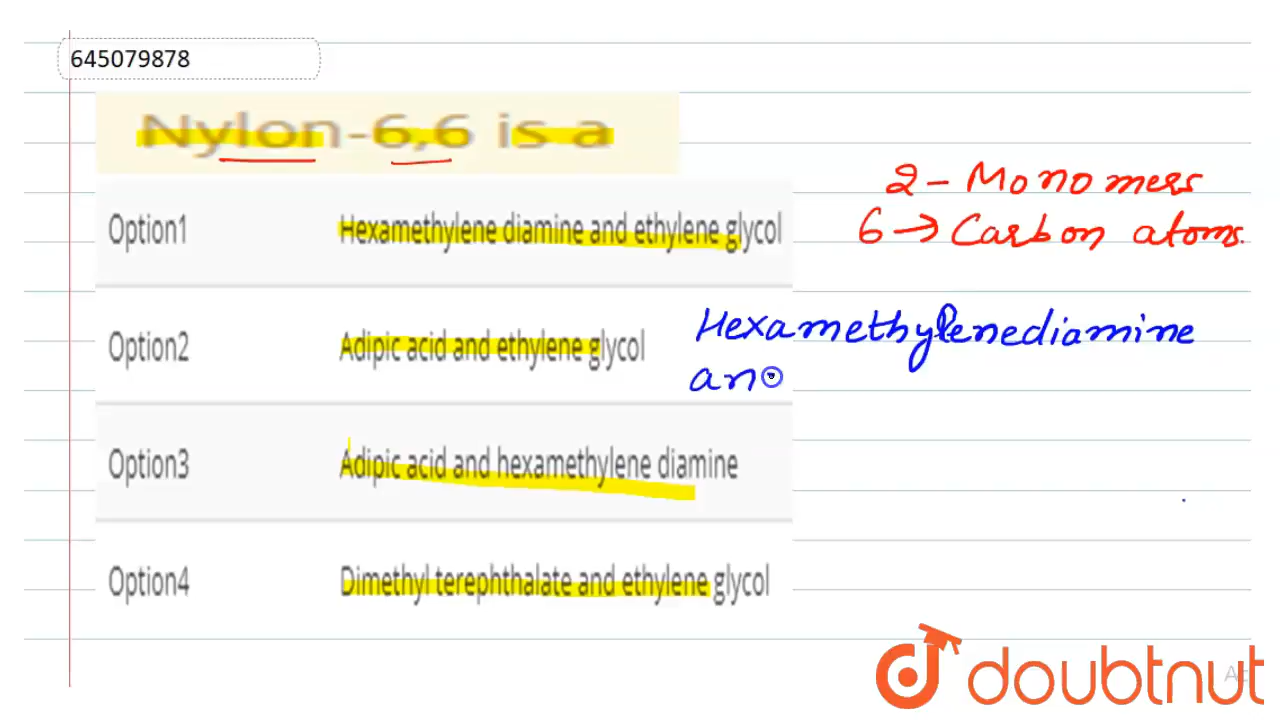 645079878
Nylon-6,6 is a
Option1 Hexamethylene diamine and ethylene glycol
2 - Monomers
6 → Carbon atoms.
Option2 Adipic acid and ethylene glycol
Hexamethylenediamine
an
Option3 Adipic acid and hexamethylene diamine
Option4 Dimethyl terephthalate and ethylene glycol
doubtnut